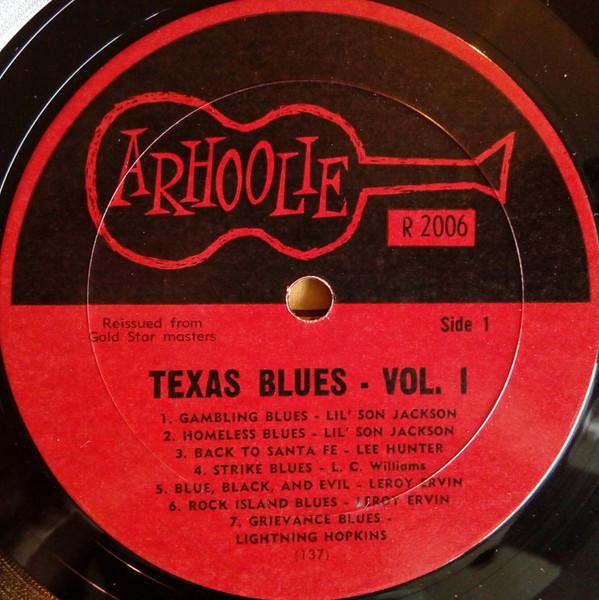 ARHOOLIE
R 2006
Reissued from
Gold Star masters
Side 1
TEXAS BLUES - VOL. I
1. GAMBLING BLUES - LIL' SON JACKSON
2. HOMELESS BLUES - LIL' SON JACKSON
3. BACK TO SANTA FE - LEE HUNTER
4. STRIKE BLUES - L. C. Williams
5. BLUE, BLACK, AND EVIL - LEROY ERVIN
6. ROCK ISLAND BLUES - LEROY ERVIN
7. GRIEVANCE BLUES -
LIGHTNING HOPKINS
(137)